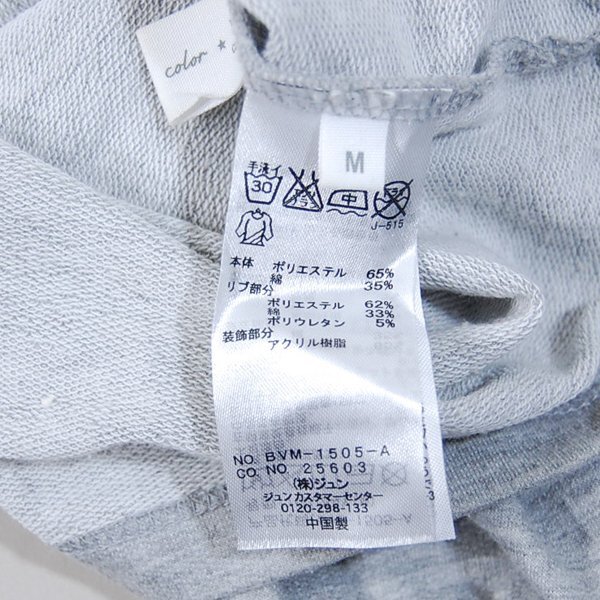 color ★
M
手洗イ
30
中
J-515
本体 ポリエステル 65%
綿 35%
リブ部分
ポリエステル 62%
綿 33%
ポリウレタン 5%
装飾部分
アクリル樹脂
NO. BVM-1505-A
CO.NO. 25603
(株)ジュン
ジュン カスタマーセンター
0120-298-133
中国製